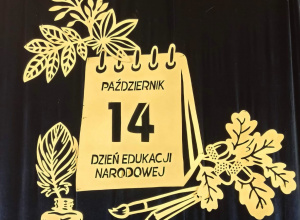 PAŹDZIERNIK
14
DZIEŃ EDUKACJI
NARODOWEJ